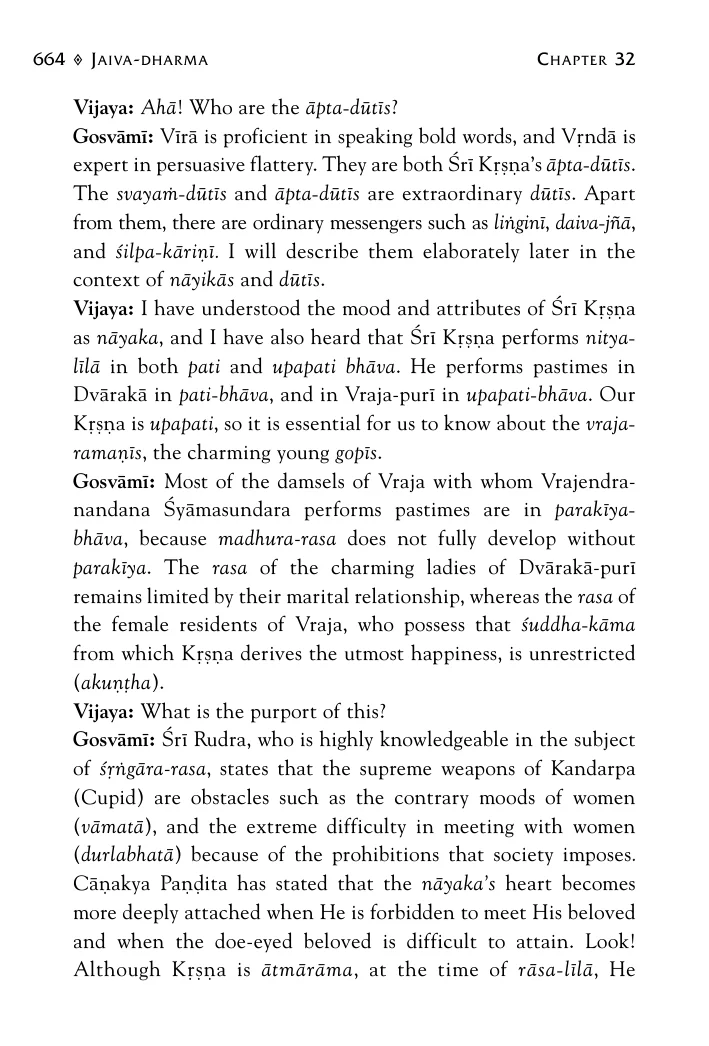 664 ◈ JAIVA-DHARMA CHAPTER 32
Vijaya: Ahā! Who are the āpta-dūtīs?
Gosvāmī: Vīrā is proficient in speaking bold words, and Vṛndā is
expert in persuasive flattery. They are both Śrī Kṛṣṇa's āpta-dūtīs.
The svayaṁ-dūtīs and āpta-dūtīs are extraordinary dūtīs. Apart
from them, there are ordinary messengers such as liṅginī, daiva-jñā,
and śilpa-kāriṇī. I will describe them elaborately later in the
context of nāyikās and dūtīs.
Vijaya: I have understood the mood and attributes of Śrī Kṛṣṇa
as nāyaka, and I have also heard that Śrī Kṛṣṇa performs nitya-
līlā in both pati and upapati bhāva. He performs pastimes in
Dvārakā in pati-bhāva, and in Vraja-purī in upapati-bhāva. Our
Kṛṣṇa is upapati, so it is essential for us to know about the vraja-
ramaṇīs, the charming young gopīs.
Gosvāmī: Most of the damsels of Vraja with whom Vrajendra-
nandana Śyāmasundara performs pastimes are in parakīya-
bhāva, because madhura-rasa does not fully develop without
parakīya. The rasa of the charming ladies of Dvārakā-purī
remains limited by their marital relationship, whereas the rasa of
the female residents of Vraja, who possess that śuddha-kāma
from which Kṛṣṇa derives the utmost happiness, is unrestricted
(akuṇṭha).
Vijaya: What is the purport of this?
Gosvāmī: Śrī Rudra, who is highly knowledgeable in the subject
of śṛṅgāra-rasa, states that the supreme weapons of Kandarpa
(Cupid) are obstacles such as the contrary moods of women
(vāmatā), and the extreme difficulty in meeting with women
(durlabhatā) because of the prohibitions that society imposes.
Cāṇakya Paṇḍita has stated that the nāyaka's heart becomes
more deeply attached when He is forbidden to meet His beloved
and when the doe-eyed beloved is difficult to attain. Look!
Although Kṛṣṇa is ātmārāma, at the time of rāsa-līlā, He